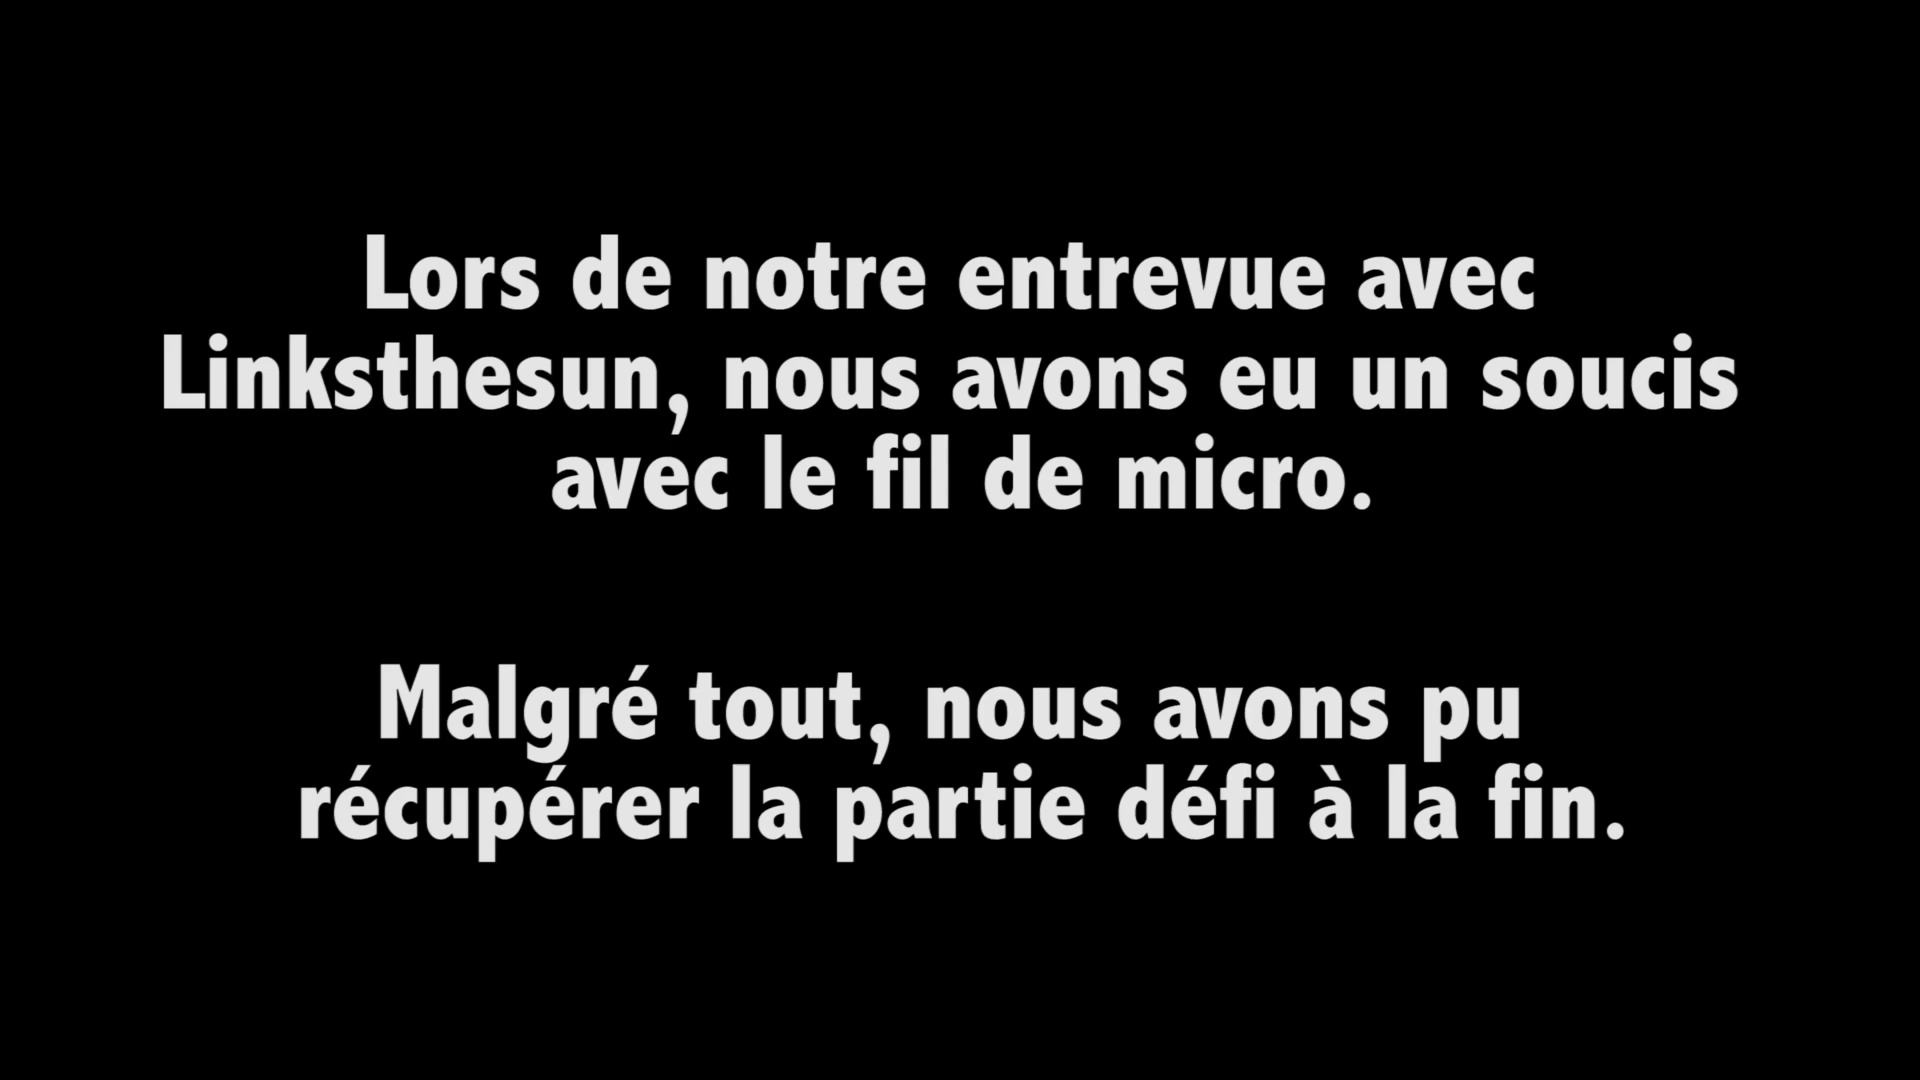 Lors de notre entrevue avec
Linksthesun, nous avons eu un soucis
avec le fil de micro.
Malgré tout, nous avons pu
récupérer la partie défi à la fin.